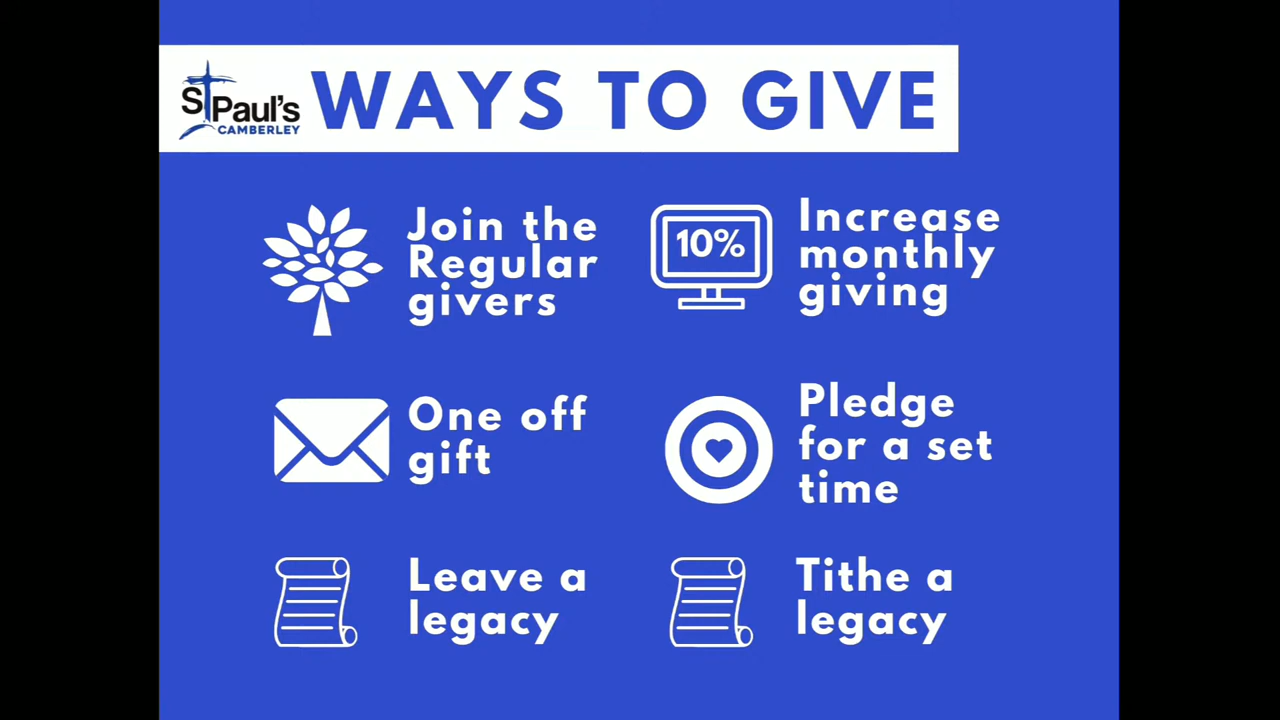 St Paul's
CAMBERLEY
WAYS TO GIVE
Join the
Regular
givers
10%
Increase
monthly
giving
One off
gift
Pledge
for a set
time
Leave a
legacy
Tithe a
legacy